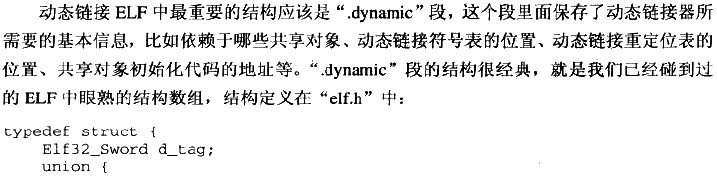 动态链接 ELF 中最重要的结构应该是“.dynamic”段，这个段里面保存了动态链接器所
需要的基本信息，比如依赖于哪些共享对象、动态链接符号表的位置、动态链接重定位表的
位置、共享对象初始化代码的地址等。“.dynamic”段的结构很经典，就是我们已经碰到过
的 ELF 中眼熟的结构数组，结构定义在“elf.h”中：
typedef struct {
Elf32_Sword d_tag;
union {